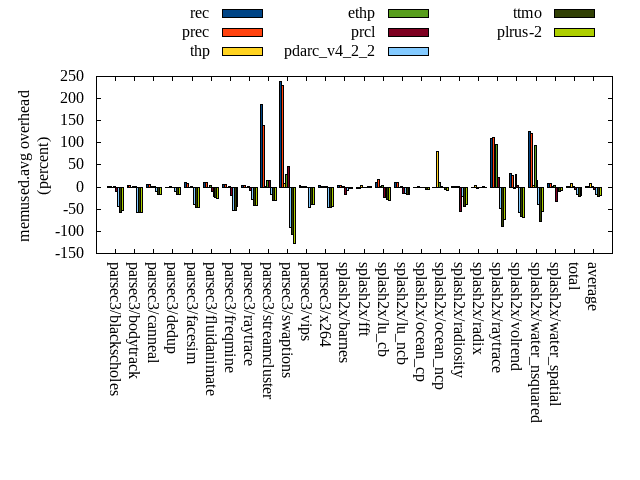 rec ethp ttmo
prec prcl plrus-2
thp pdarc_v4_2_2
memused.avg overhead
(percent)
250
200
150
100
50
0
-50
-100
-150
parsec3/blackscholes
parsec3/bodytrack
parsec3/canneal
parsec3/dedup
parsec3/facesim
parsec3/fluidanimate
parsec3/freqmine
parsec3/raytrace
parsec3/streamcluster
parsec3/swaptions
parsec3/vips
parsec3/x264
splash2x/barnes
splash2x/fft
splash2x/lu_cb
splash2x/lu_ncb
splash2x/ocean_cp
splash2x/ocean_ncp
splash2x/radiosity
splash2x/radix
splash2x/raytrace
splash2x/volrend
splash2x/water_nsquared
splash2x/water_spatial
total
average